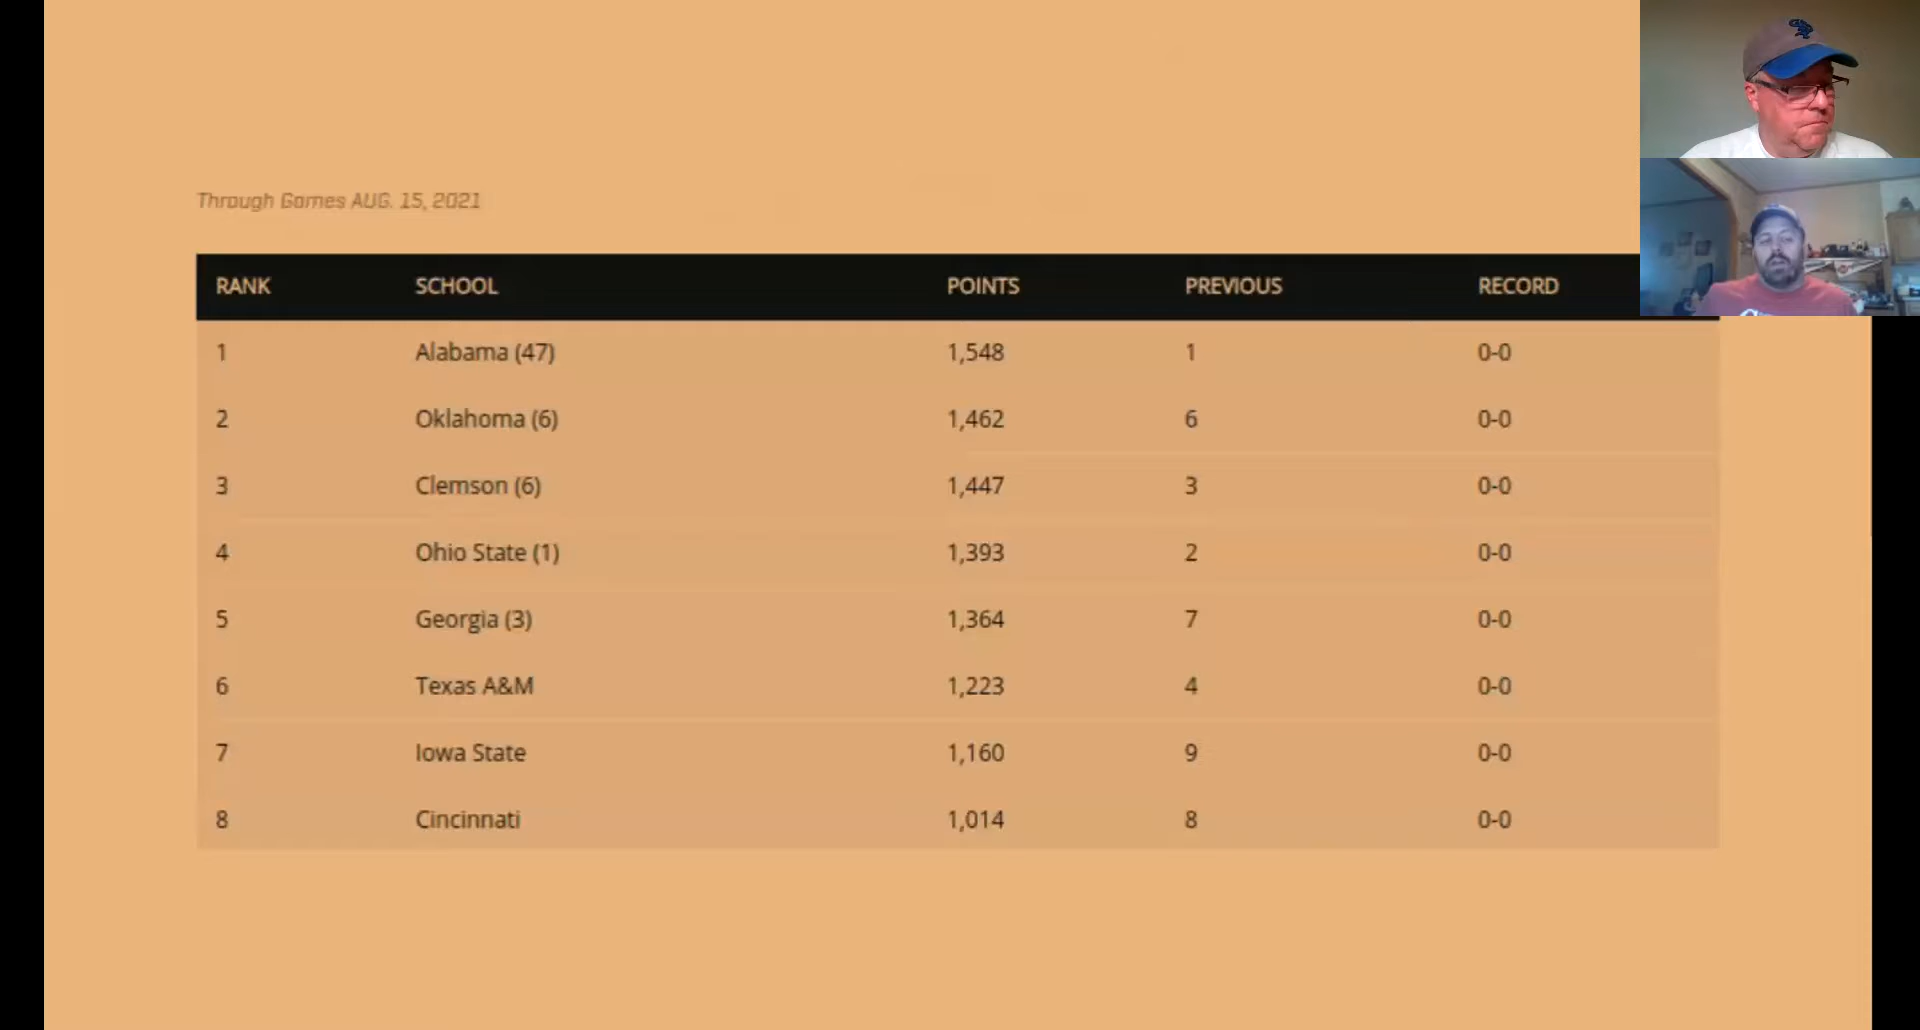 Through Games AUG. 15, 2021
RANK SCHOOL POINTS PREVIOUS RECORD
1 Alabama (47) 1,548 1 0-0
2 Oklahoma (6) 1,462 6 0-0
3 Clemson (6) 1,447 3 0-0
4 Ohio State (1) 1,393 2 0-0
5 Georgia (3) 1,364 7 0-0
6 Texas A&M 1,223 4 0-0
7 Iowa State 1,160 9 0-0
8 Cincinnati 1,014 8 0-0